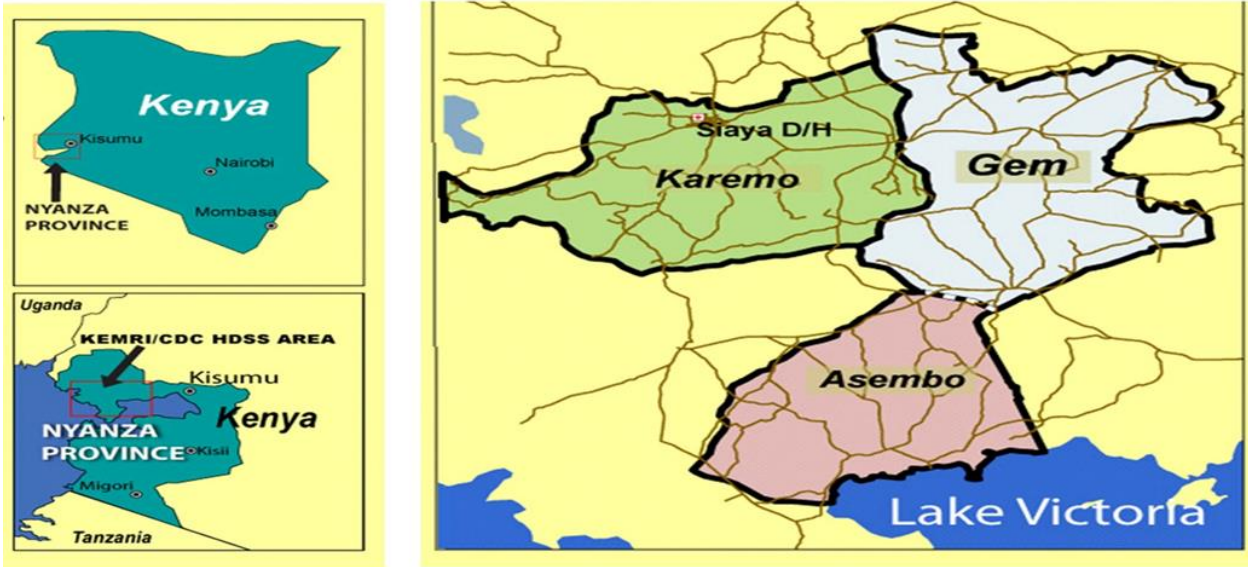 Kenya
Kisumu
Nairobi
Mombasa
NYANZA
PROVINCE
Uganda
KEMRI/CDC HDSS AREA
Kisumu
Kenya
NYANZA
PROVINCE
Kisii
Migori
Tanzania
Siaya D/H
Karemo
Gem
Asembo
Lake Victoria